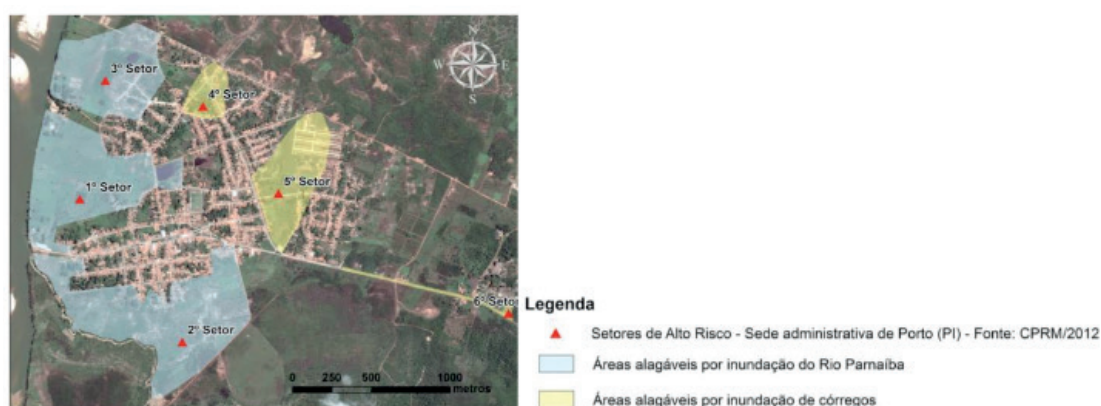 N
W E
S
3º Setor
4º Setor
1º Setor
5º Setor
6º Setor
2º Setor
0 250 500 1000
metros
Legenda
Setores de Alto Risco - Sede administrativa de Porto (PI) - Fonte: CPRM/2012
Áreas alagáveis por inundação do Rio Parnaíba
Áreas alagáveis por inundação de córregos